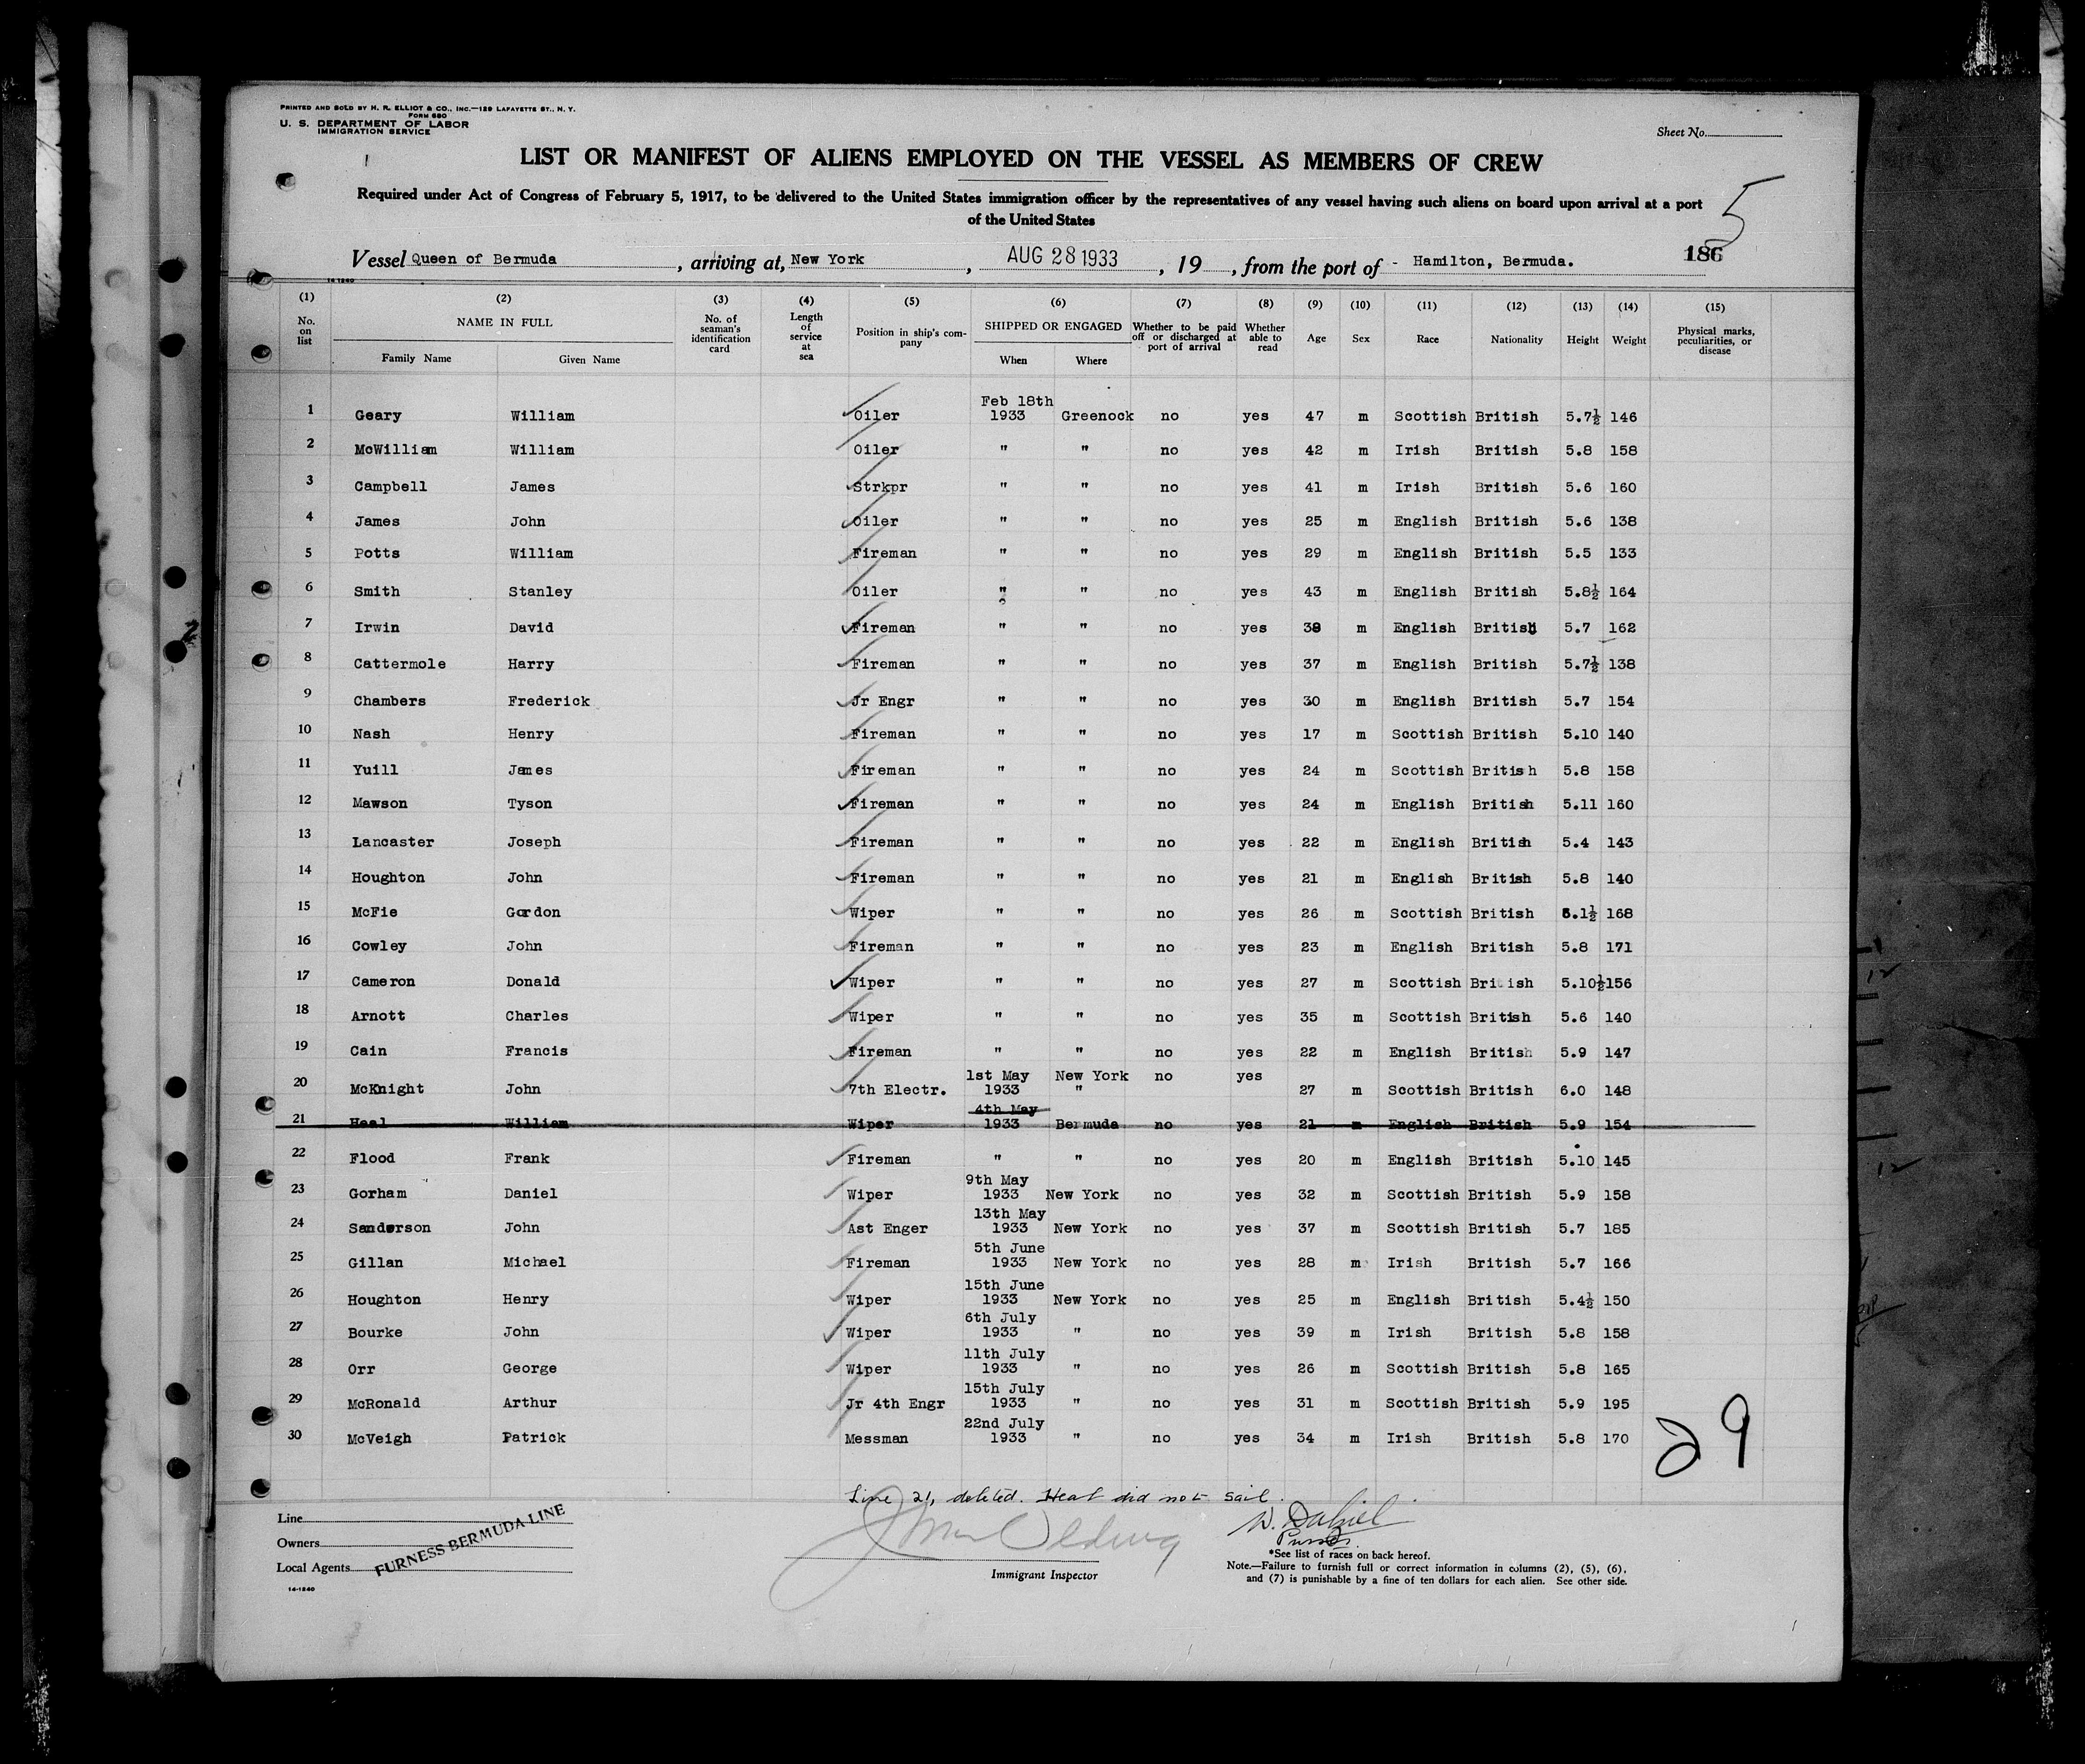 PRINTED AND SOLD BY H. R. ELLIOT & CO., INC.—129 LAFAYETTE ST., N. Y.
FORM 680
U. S. DEPARTMENT OF LABOR
IMMIGRATION SERVICE
Sheet No.
LIST OR MANIFEST OF ALIENS EMPLOYED ON THE VESSEL AS MEMBERS OF CREW
Required under Act of Congress of February 5, 1917, to be delivered to the United States immigration officer by the representatives of any vessel having such aliens on board upon arrival at a port
of the United States
5
Vessel Queen of Bermuda, arriving at, New York, AUG 28 1933, 19, from the port of - Hamilton, Bermuda. 186
14-1240
(1) (2) (3) (4) (5) (6) (7) (8) (9) (10) (11) (12) (13) (14) (15)
No. on list NAME IN FULL Family Name Given Name No. of seaman's identification card Length of service at sea Position in ship's company SHIPPED OR ENGAGED When Where Whether to be paid off or discharged at port of arrival Whether able to read Age Sex Race Nationality Height Weight Physical marks, peculiarities, or disease
1 Geary William Oiler Feb 18th 1933 Greenock no yes 47 m Scottish British 5.7½ 146
2 McWilliam William Oiler " " no yes 42 m Irish British 5.8 158
3 Campbell James Strkpr " " no yes 41 m Irish British 5.6 160
4 James John Oiler " " no yes 25 m English British 5.6 138
5 Potts William Fireman " " no yes 29 m English British 5.5 133
6 Smith Stanley Oiler " " no yes 43 m English British 5.8½ 164
7 Irwin David Fireman " " no yes 38 m English British 5.7 162
8 Cattermole Harry Fireman " " no yes 37 m English British 5.7½ 138
9 Chambers Frederick Jr Engr " " no yes 30 m English British 5.7 154
10 Nash Henry Fireman " " no yes 17 m Scottish British 5.10 140
11 Yuill James Fireman " " no yes 24 m Scottish British 5.8 158
12 Mawson Tyson Fireman " " no yes 24 m English British 5.11 160
13 Lancaster Joseph Fireman " " no yes 22 m English British 5.4 143
14 Houghton John Fireman " " no yes 21 m English British 5.8 140
15 McFie Gordon Wiper " " no yes 26 m Scottish British 6.1½ 168
16 Cowley John Fireman " " no yes 23 m English British 5.8 171
17 Cameron Donald Wiper " " no yes 27 m Scottish British 5.10½ 156
18 Arnott Charles Wiper " " no yes 35 m Scottish British 5.6 140
19 Cain Francis Fireman " " no yes 22 m English British 5.9 147
20 McKnight John 7th Electr. 1st May 1933 New York " no yes 27 m Scottish British 6.0 148
21 Heal William Wiper 4th May 1933 Bermuda no yes 21 m English British 5.9 154
22 Flood Frank Fireman " " no yes 20 m English British 5.10 145
23 Gorham Daniel Wiper 9th May 1933 New York no yes 32 m Scottish British 5.9 158
24 Sanderson John Ast Enger 13th May 1933 New York no yes 37 m Scottish British 5.7 185
25 Gillan Michael Fireman 5th June 1933 New York no yes 28 m Irish British 5.7 166
26 Houghton Henry Wiper 15th June 1933 New York no yes 25 m English British 5.4½ 150
27 Bourke John Wiper 6th July 1933 " no yes 39 m Irish British 5.8 158
28 Orr George Wiper 11th July 1933 " no yes 26 m Scottish British 5.8 165
29 McRonald Arthur Jr 4th Engr 15th July 1933 " no yes 31 m Scottish British 5.9 195
30 McVeigh Patrick Messman 22nd July 1933 " no yes 34 m Irish British 5.8 170
29
Line 21, deleted. Heal did not sail.
Line
Owners
Local Agents FURNESS BERMUDA LINE
14-1240
Immigrant Inspector
Purser
*See list of races on back hereof.
Note.—Failure to furnish full or correct information in columns (2), (5), (6),
and (7) is punishable by a fine of ten dollars for each alien. See other side.